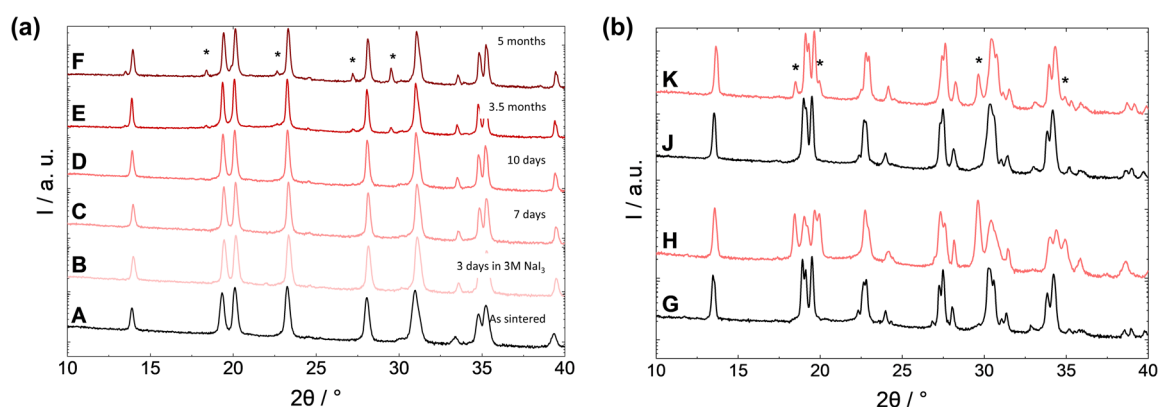 (a)
I / a. u.
F
*
*
*
*
5 months
E
3.5 months
D
10 days
C
7 days
B
3 days in 3M NaI₃
A
As sintered
10 15 20 25 30 35 40
2θ / °
(b)
I / a.u.
K
*
*
*
*
J
H
G
10 15 20 25 30 35 40
2θ / °